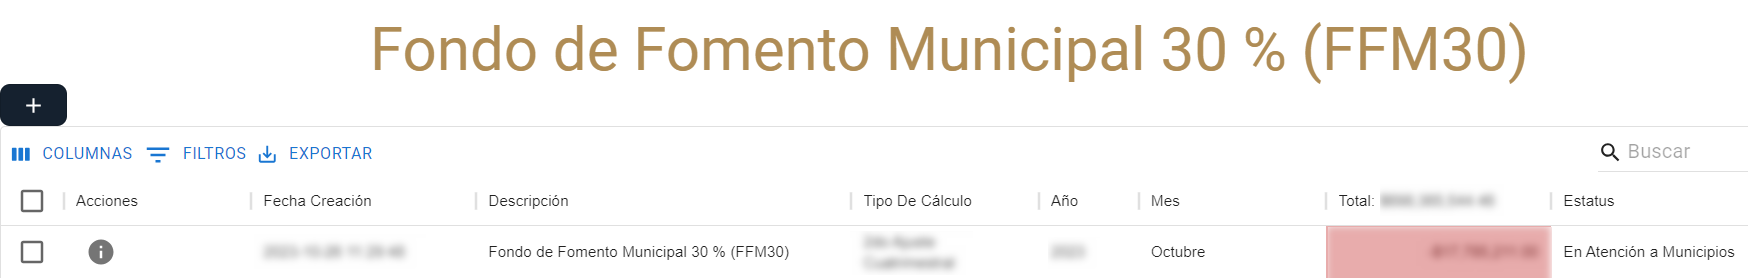 Fondo de Fomento Municipal 30 % (FFM30)
+
COLUMNAS FILTROS EXPORTAR Buscar
Acciones Fecha Creación Descripción Tipo De Cálculo Año Mes Total: Estatus
Fondo de Fomento Municipal 30 % (FFM30) Octubre En Atención a Municipios